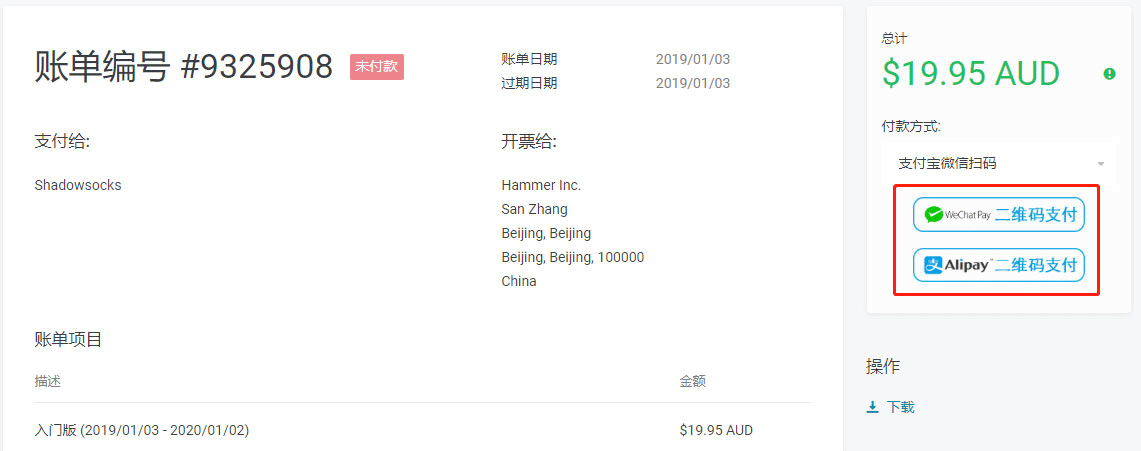 账单编号 #9325908 未付款
账单日期 2019/01/03
过期日期 2019/01/03
支付给:
Shadowsocks
开票给:
Hammer Inc.
San Zhang
Beijing, Beijing
Beijing, Beijing, 100000
China
账单项目
描述 金额
入门版 (2019/01/03 - 2020/01/02) $19.95 AUD
总计
$19.95 AUD
付款方式:
支付宝微信扫码
WeChat Pay 二维码支付
支 Alipay™ 二维码支付
操作
下载